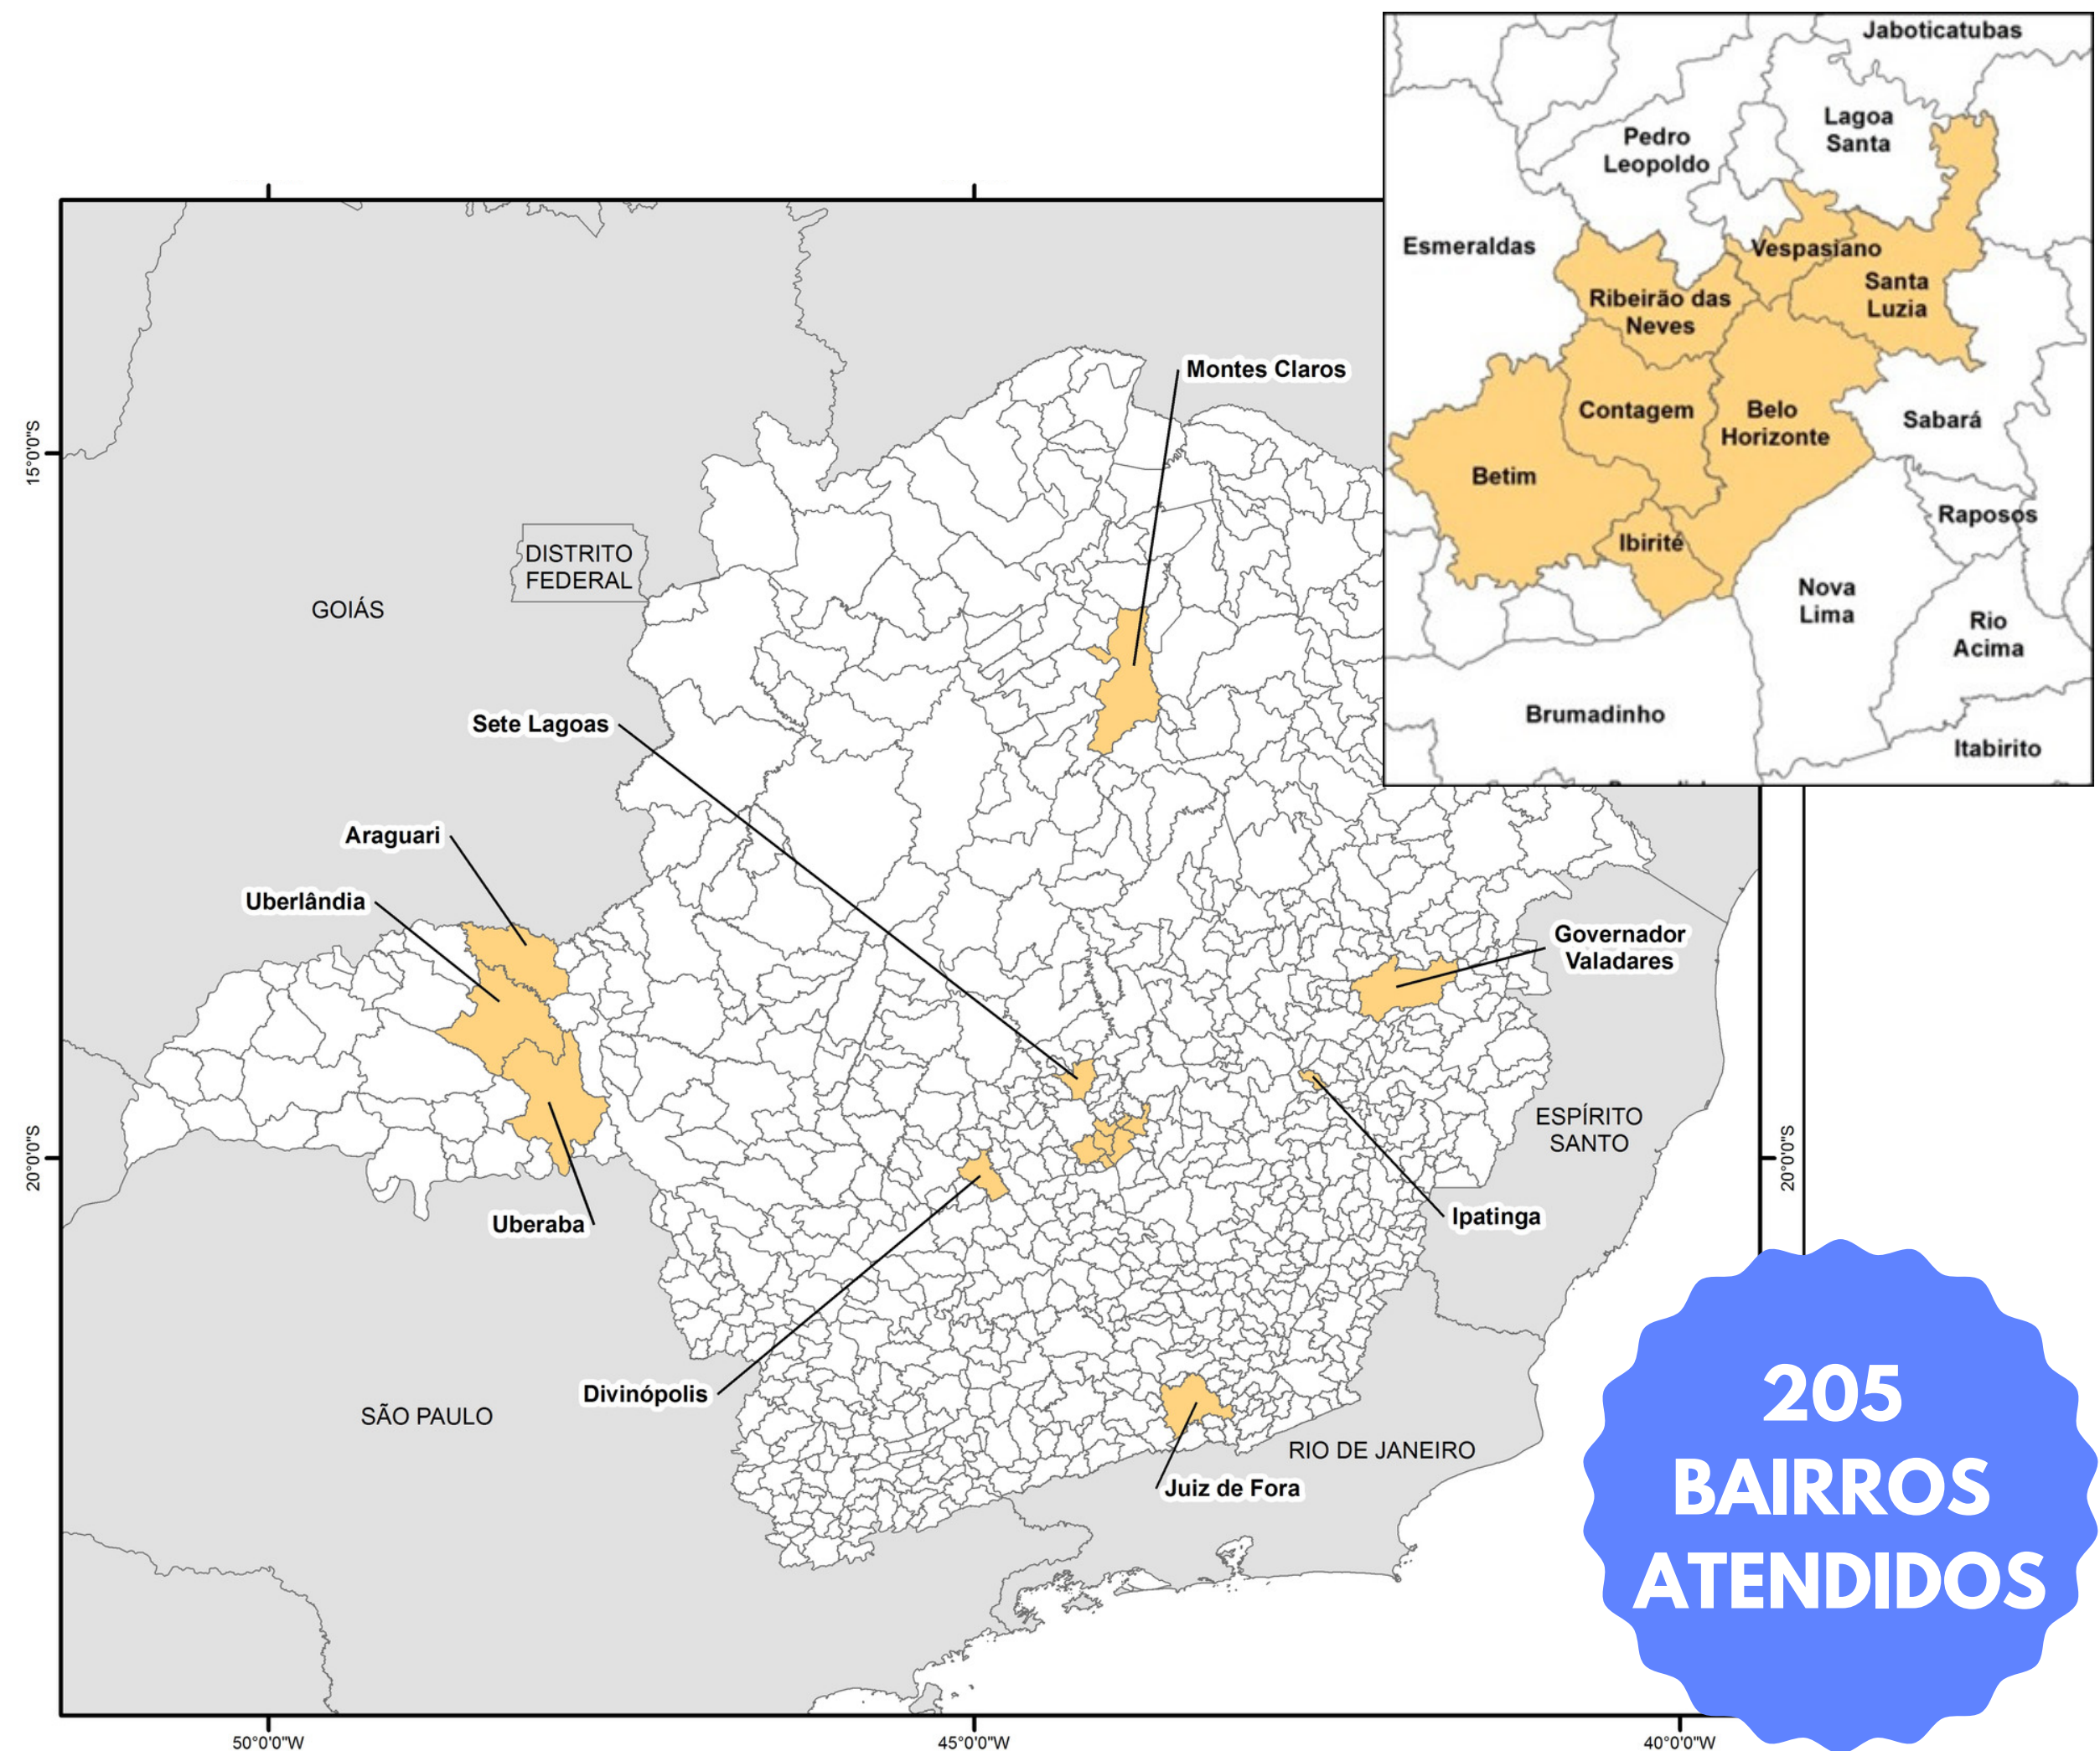 Jaboticatubas
Lagoa
Santa
Pedro
Leopoldo
Esmeraldas
Vespasiano
Santa
Luzia
Ribeirão das
Neves
Contagem
Belo
Horizonte
Sabará
Betim
Raposos
Ibirité
Nova
Lima
Rio
Acima
Brumadinho
Itabirito
Montes Claros
15°0'0"S
DISTRITO
FEDERAL
GOIÁS
Sete Lagoas
Araguari
Uberlândia
Governador
Valadares
ESPÍRITO
SANTO
20°0'0"S
20°0'0"S
Uberaba
Ipatinga
Divinópolis
SÃO PAULO
RIO DE JANEIRO
Juiz de Fora
205
BAIRROS
ATENDIDOS
50°0'0"W
45°0'0"W
40°0'0"W